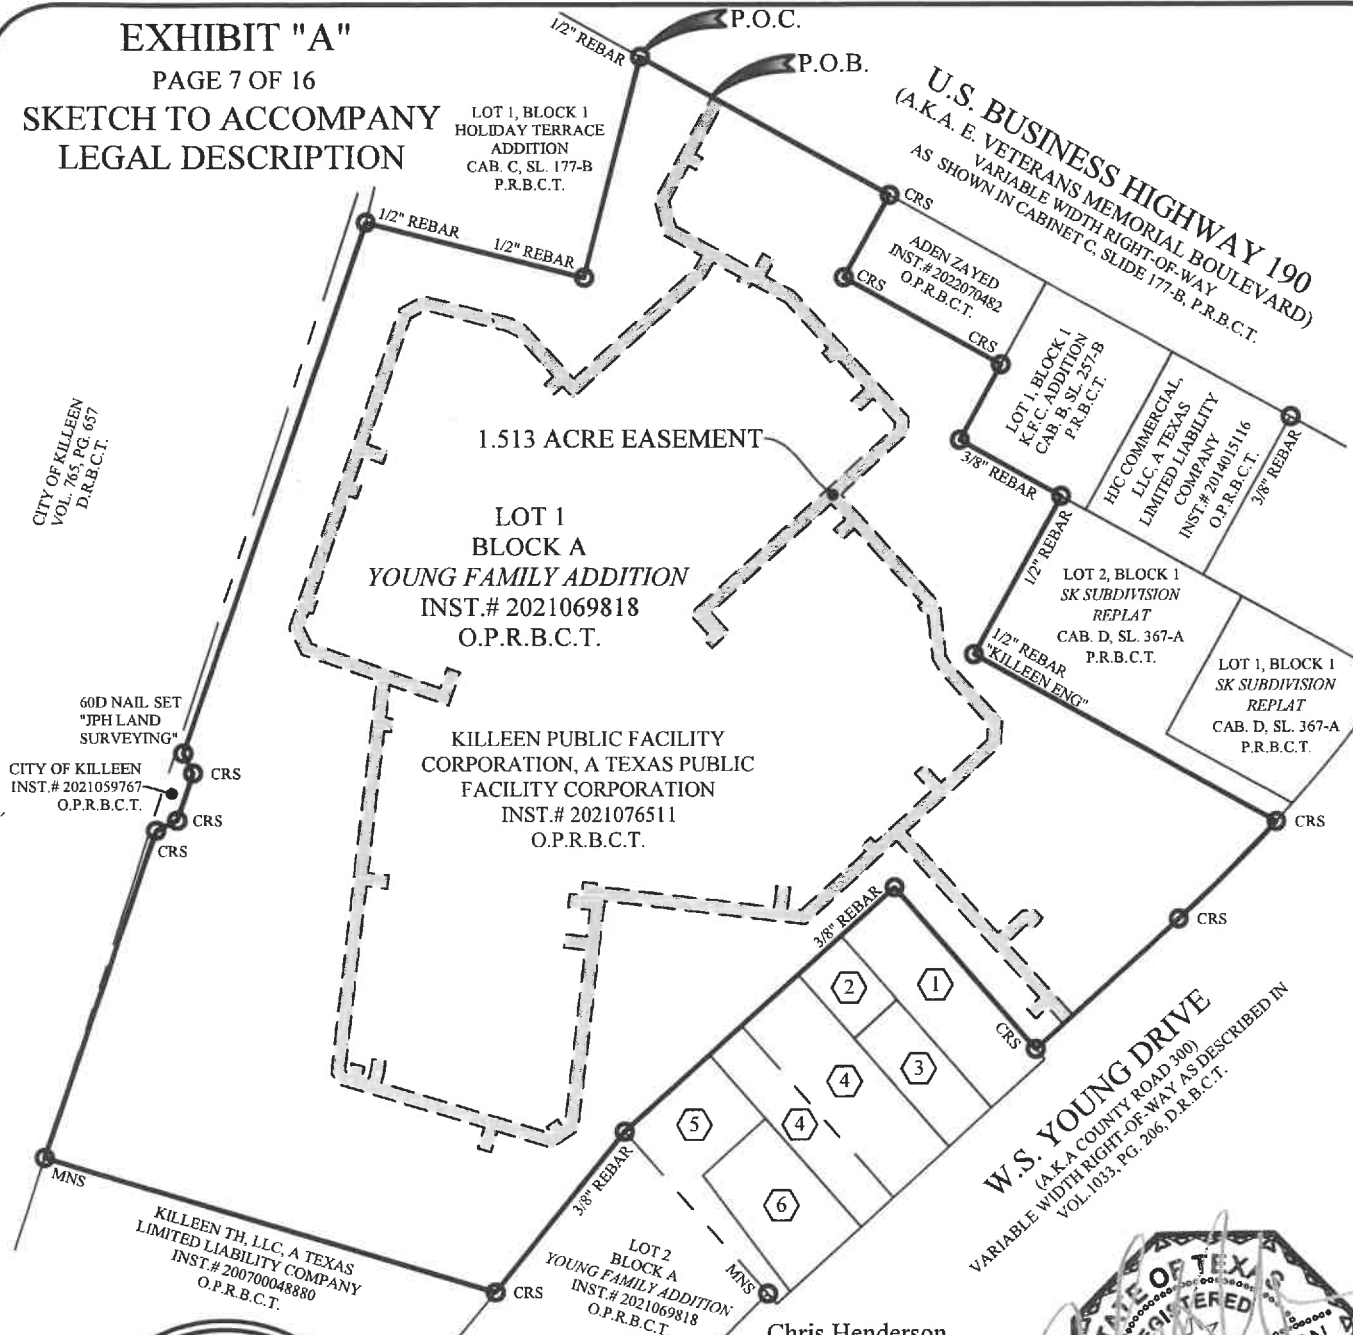 EXHIBIT "A"
PAGE 7 OF 16
SKETCH TO ACCOMPANY
LEGAL DESCRIPTION
1/2" REBAR
P.O.C.
P.O.B.
LOT 1, BLOCK 1
HOLIDAY TERRACE
ADDITION
CAB. C, SL. 177-B
P.R.B.C.T.
U.S. BUSINESS HIGHWAY 190
(A.K.A. E. VETERANS MEMORIAL BOULEVARD)
VARIABLE WIDTH RIGHT-OF-WAY
AS SHOWN IN CABINET C, SLIDE 177-B, P.R.B.C.T.
1/2" REBAR
1/2" REBAR
CRS
CRS
CRS
ADEN ZAYED
INST.# 2022070482
O.P.R.B.C.T.
LOT 1, BLOCK 1
K.F.C. ADDITION
CAB. B, SL. 257-B
P.R.B.C.T.
HJC COMMERCIAL,
LLC, A TEXAS
LIMITED LIABILITY
COMPANY
INST.# 2014015116
O.P.R.B.C.T.
3/8" REBAR
3/8" REBAR
1/2" REBAR
CITY OF KILLEEN
VOL. 765, PG. 657
D.R.B.C.T.
1.513 ACRE EASEMENT
LOT 1
BLOCK A
YOUNG FAMILY ADDITION
INST.# 2021069818
O.P.R.B.C.T.
LOT 2, BLOCK 1
SK SUBDIVISION
REPLAT
CAB. D, SL. 367-A
P.R.B.C.T.
1/2" REBAR
"KILLEEN ENG"
LOT 1, BLOCK 1
SK SUBDIVISION
REPLAT
CAB. D, SL. 367-A
P.R.B.C.T.
60D NAIL SET
"JPH LAND
SURVEYING"
CRS
CITY OF KILLEEN
INST.# 2021059767
O.P.R.B.C.T.
CRS
CRS
KILLEEN PUBLIC FACILITY
CORPORATION, A TEXAS PUBLIC
FACILITY CORPORATION
INST.# 2021076511
O.P.R.B.C.T.
CRS
CRS
3/8" REBAR
1
2
3
4
4
5
6
CRS
W.S. YOUNG DRIVE
(A.K.A COUNTY ROAD 300)
VARIABLE WIDTH RIGHT-OF-WAY AS DESCRIBED IN
VOL. 1033, PG. 206, D.R.B.C.T.
MNS
3/8" REBAR
KILLEEN TH, LLC, A TEXAS
LIMITED LIABILITY COMPANY
INST.# 200700048880
O.P.R.B.C.T.
CRS
LOT 2
BLOCK A
YOUNG FAMILY ADDITION
INST.# 2021069818
O.P.R.B.C.T.
MNS
Chris Henderson
STATE OF TEXAS
REGISTERED